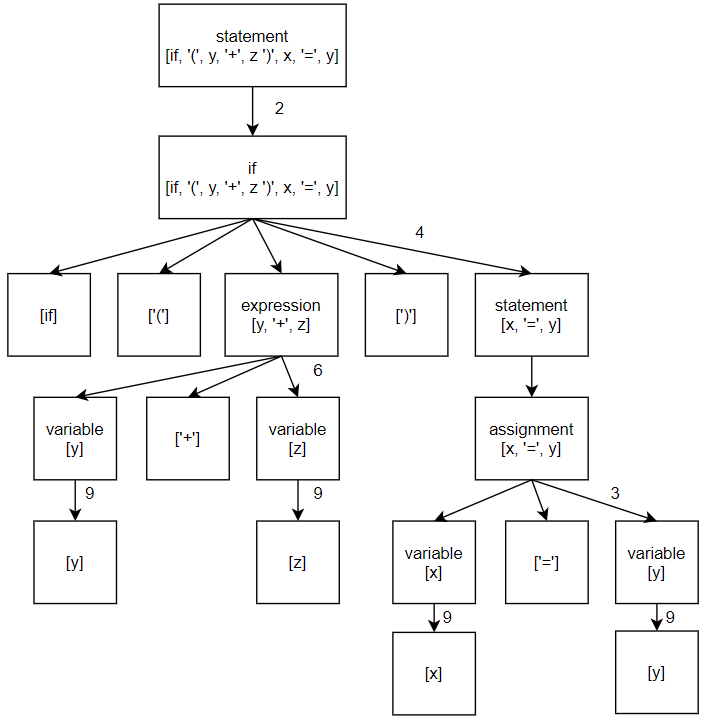 statement
[if, '(', y, '+', z ')', x, '=', y]
2
if
[if, '(', y, '+', z ')', x, '=', y]
4
[if]
['(']
expression
[y, '+', z]
[')']
statement
[x, '=', y]
6
variable
[y]
['+']
variable
[z]
assignment
[x, '=', y]
9
9
3
[y]
[z]
variable
[x]
['=']
variable
[y]
9
9
[x]
[y]